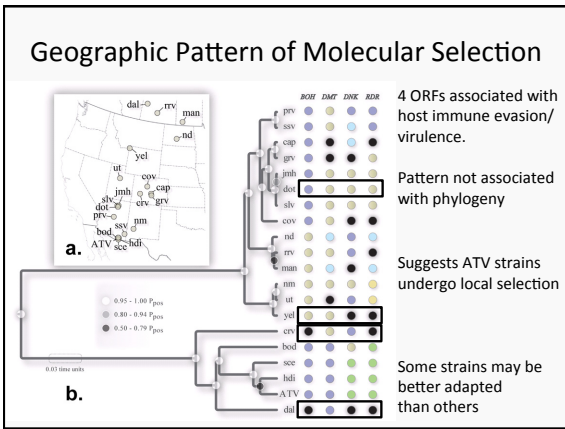 Geographic Pattern of Molecular Selection
dal
rrv
man
nd
yel
ut
cov
cap
jmh
slv
crv
grv
dot
prv
nm
ssv
bod
ATV
hdi
sce
a.
BOH DMT DNK RDR
prv
ssv
cap
grv
jmh
dot
slv
cov
nd
rrv
man
nm
ut
yel
crv
bod
sce
hdi
ATV
dal
0.95 - 1.00 Ppos
0.80 - 0.94 Ppos
0.50 - 0.79 Ppos
0.03 time units
b.
4 ORFs associated with
host immune evasion/
virulence.
Pattern not associated
with phylogeny
Suggests ATV strains
undergo local selection
Some strains may be
better adapted
than others